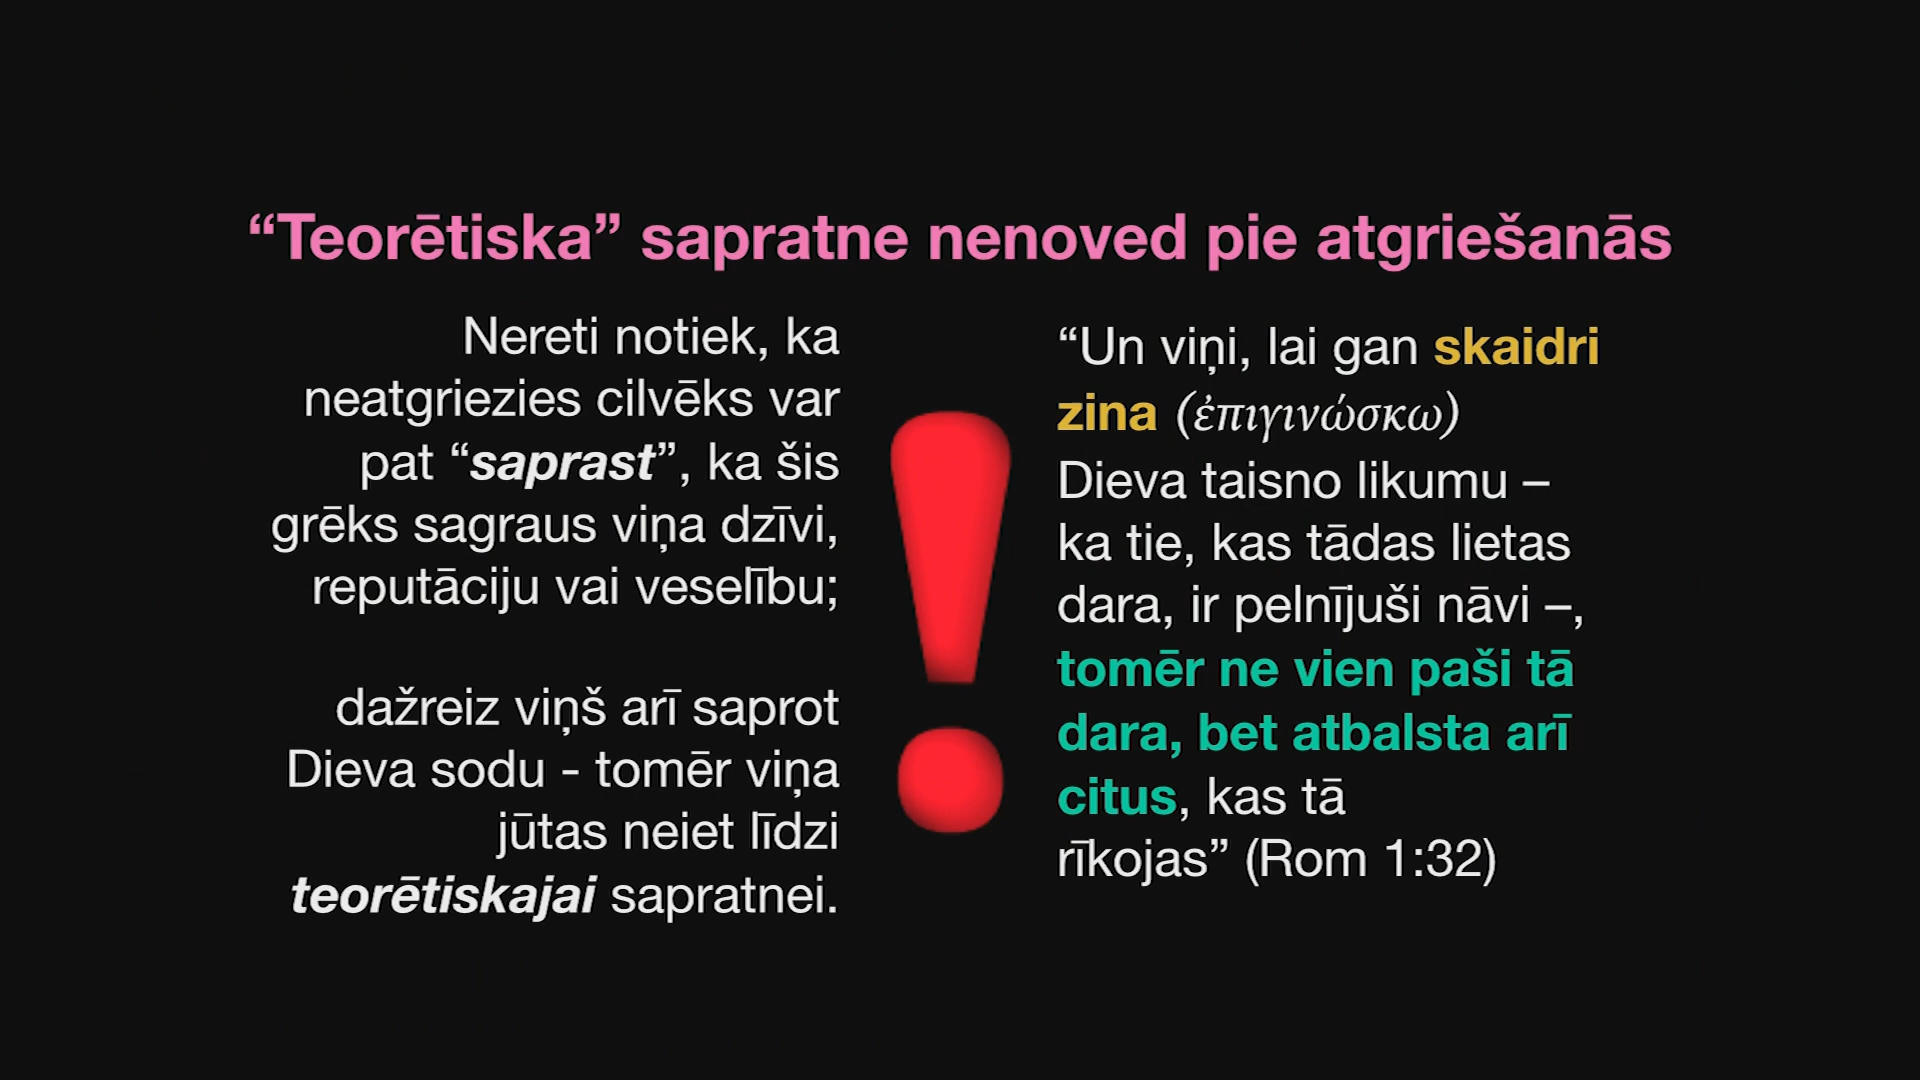 “Teorētiska” sapratne nenoved pie atgriešanās
Nereti notiek, ka
neatgriezies cilvēks var
pat “saprast”, ka šis
grēks sagraus viņa dzīvi,
reputāciju vai veselību;
dažreiz viņš arī saprot
Dieva sodu - tomēr viņa
jūtas neiet līdzi
teorētiskajai sapratnei.
“Un viņi, lai gan skaidri
zina (ἐπιγινώσκω)
Dieva taisno likumu –
ka tie, kas tādas lietas
dara, ir pelnījuši nāvi –,
tomēr ne vien paši tā
dara, bet atbalsta arī
citus, kas tā
rīkojas” (Rom 1:32)